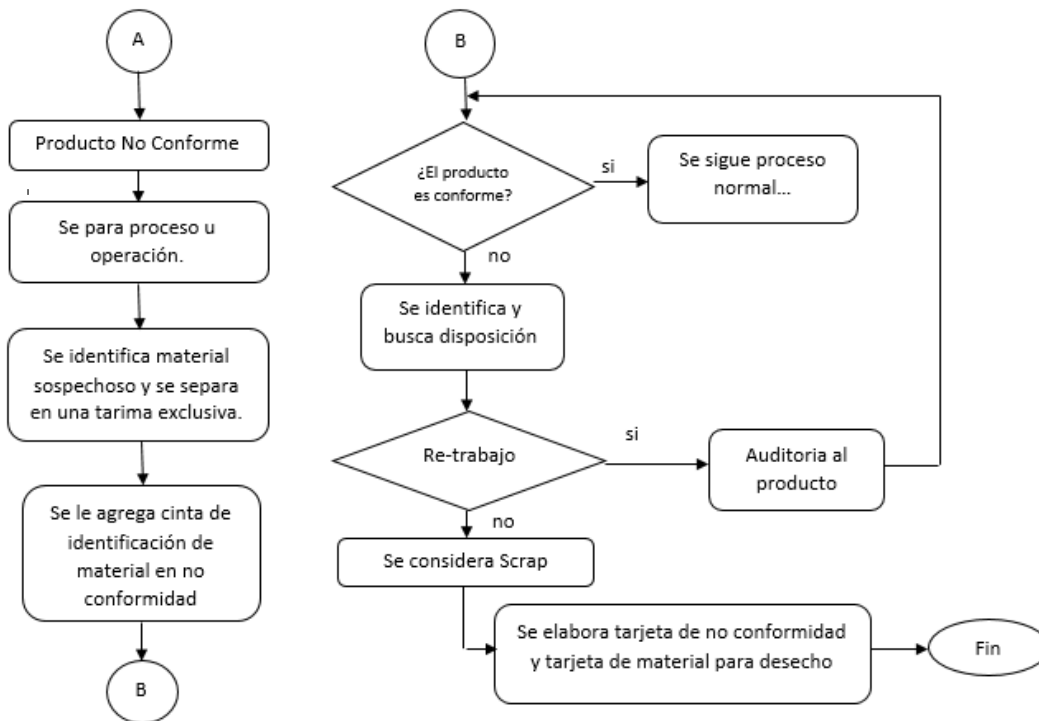 A
Producto No Conforme
Se para proceso u
operación.
Se identifica material
sospechoso y se separa
en una tarima exclusiva.
Se le agrega cinta de
identificación de
material en no
conformidad
B
B
¿El producto
es conforme?
si
Se sigue proceso
normal...
no
Se identifica y
busca disposición
Re-trabajo
si
Auditoria al
producto
no
Se considera Scrap
Se elabora tarjeta de no conformidad
y tarjeta de material para desecho
Fin